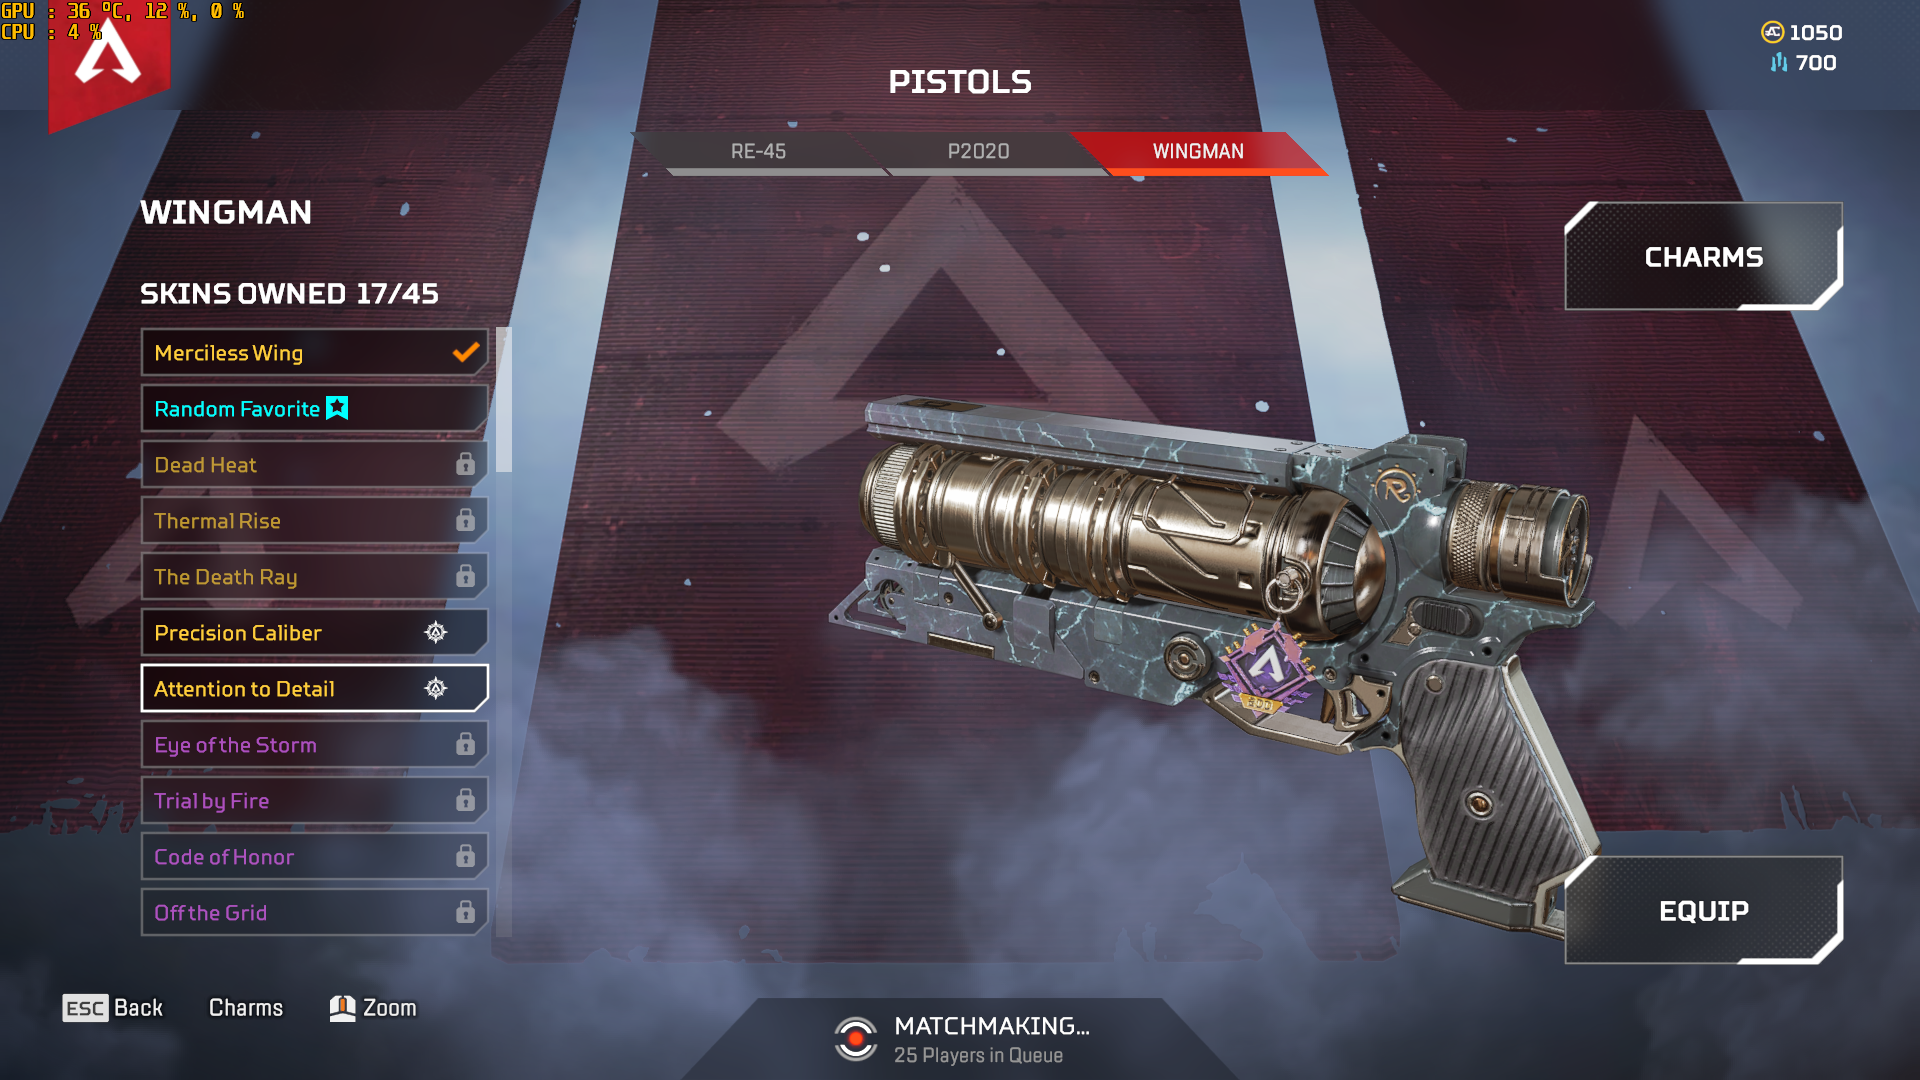 GPU : 36 ºC, 12 %, 0 %
CPU : 4 %
1050
700
PISTOLS
RE-45
P2020
WINGMAN
WINGMAN
SKINS OWNED 17/45
Merciless Wing
Random Favorite
Dead Heat
Thermal Rise
The Death Ray
Precision Caliber
Attention to Detail
Eye of the Storm
Trial by Fire
Code of Honor
Off the Grid
CHARMS
R
500
EQUIP
ESC Back
Charms
Zoom
MATCHMAKING...
25 Players in Queue